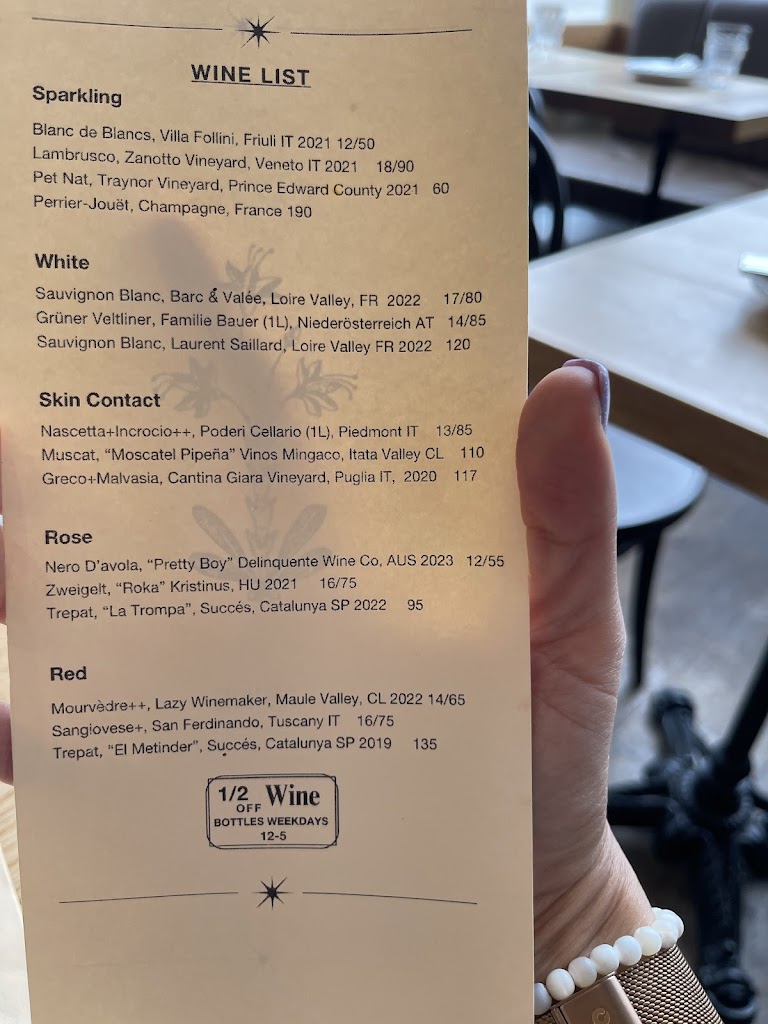 WINE LIST
Sparkling
Blanc de Blancs, Villa Follini, Friuli IT 2021 12/50
Lambrusco, Zanotto Vineyard, Veneto IT 2021 18/90
Pet Nat, Traynor Vineyard, Prince Edward County 2021 60
Perrier-Jouët, Champagne, France 190
White
Sauvignon Blanc, Barc & Valée, Loire Valley, FR 2022 17/80
Grüner Veltliner, Familie Bauer (1L), Niederösterreich AT 14/85
Sauvignon Blanc, Laurent Saillard, Loire Valley FR 2022 120
Skin Contact
Nascetta+Incrocio++, Poderi Cellario (1L), Piedmont IT 13/85
Muscat, “Moscatel Pipeña” Vinos Mingaco, Itata Valley CL 110
Greco+Malvasia, Cantina Giara Vineyard, Puglia IT, 2020 117
Rose
Nero D’avola, “Pretty Boy” Delinquente Wine Co, AUS 2023 12/55
Zweigelt, “Roka” Kristinus, HU 2021 16/75
Trepat, “La Trompa”, Succés, Catalunya SP 2022 95
Red
Mourvèdre++, Lazy Winemaker, Maule Valley, CL 2022 14/65
Sangiovese+, San Ferdinando, Tuscany IT 16/75
Trepat, “El Metinder”, Succés, Catalunya SP 2019 135
1/2 OFF Wine
BOTTLES WEEKDAYS
12-5